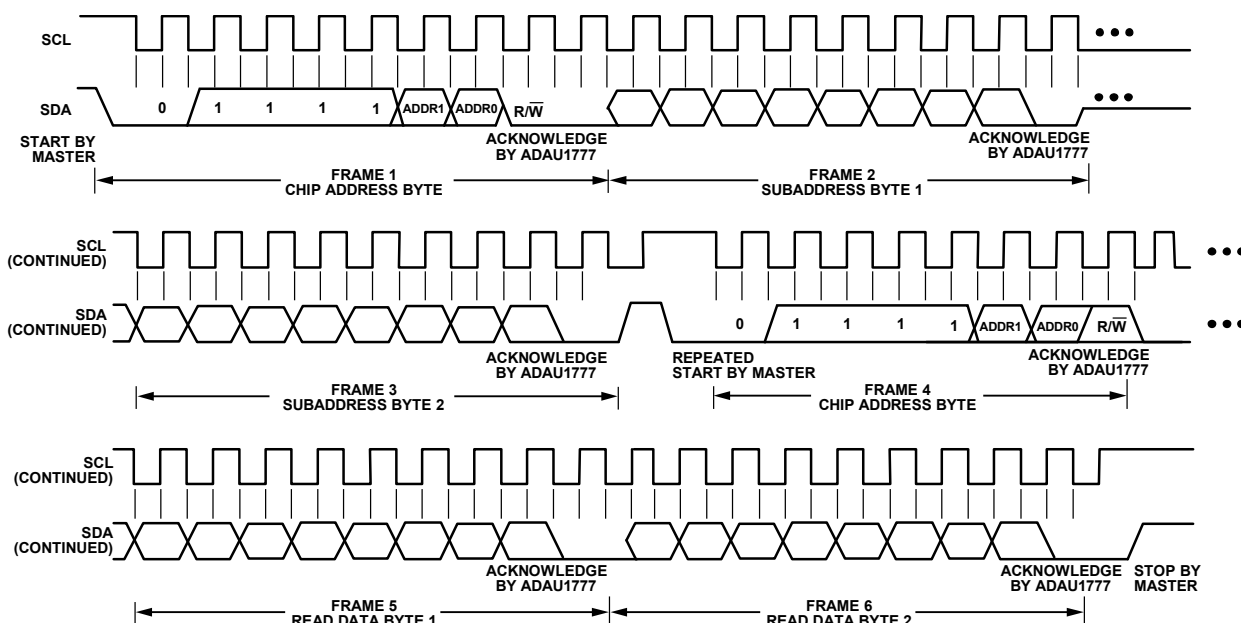 SCL
SDA
0 1 1 1 1 ADDR1 ADDR0 R/W̅
START BY
MASTER
ACKNOWLEDGE
BY ADAU1777
ACKNOWLEDGE
BY ADAU1777
FRAME 1
CHIP ADDRESS BYTE
FRAME 2
SUBADDRESS BYTE 1
SCL
(CONTINUED)
SDA
(CONTINUED)
0 1 1 1 1 ADDR1 ADDR0 R/W̅
ACKNOWLEDGE
BY ADAU1777
REPEATED
START BY MASTER
ACKNOWLEDGE
BY ADAU1777
FRAME 3
SUBADDRESS BYTE 2
FRAME 4
CHIP ADDRESS BYTE
SCL
(CONTINUED)
SDA
(CONTINUED)
ACKNOWLEDGE
BY ADAU1777
ACKNOWLEDGE
BY ADAU1777
STOP BY
MASTER
FRAME 5
READ DATA BYTE 1
FRAME 6
READ DATA BYTE 2